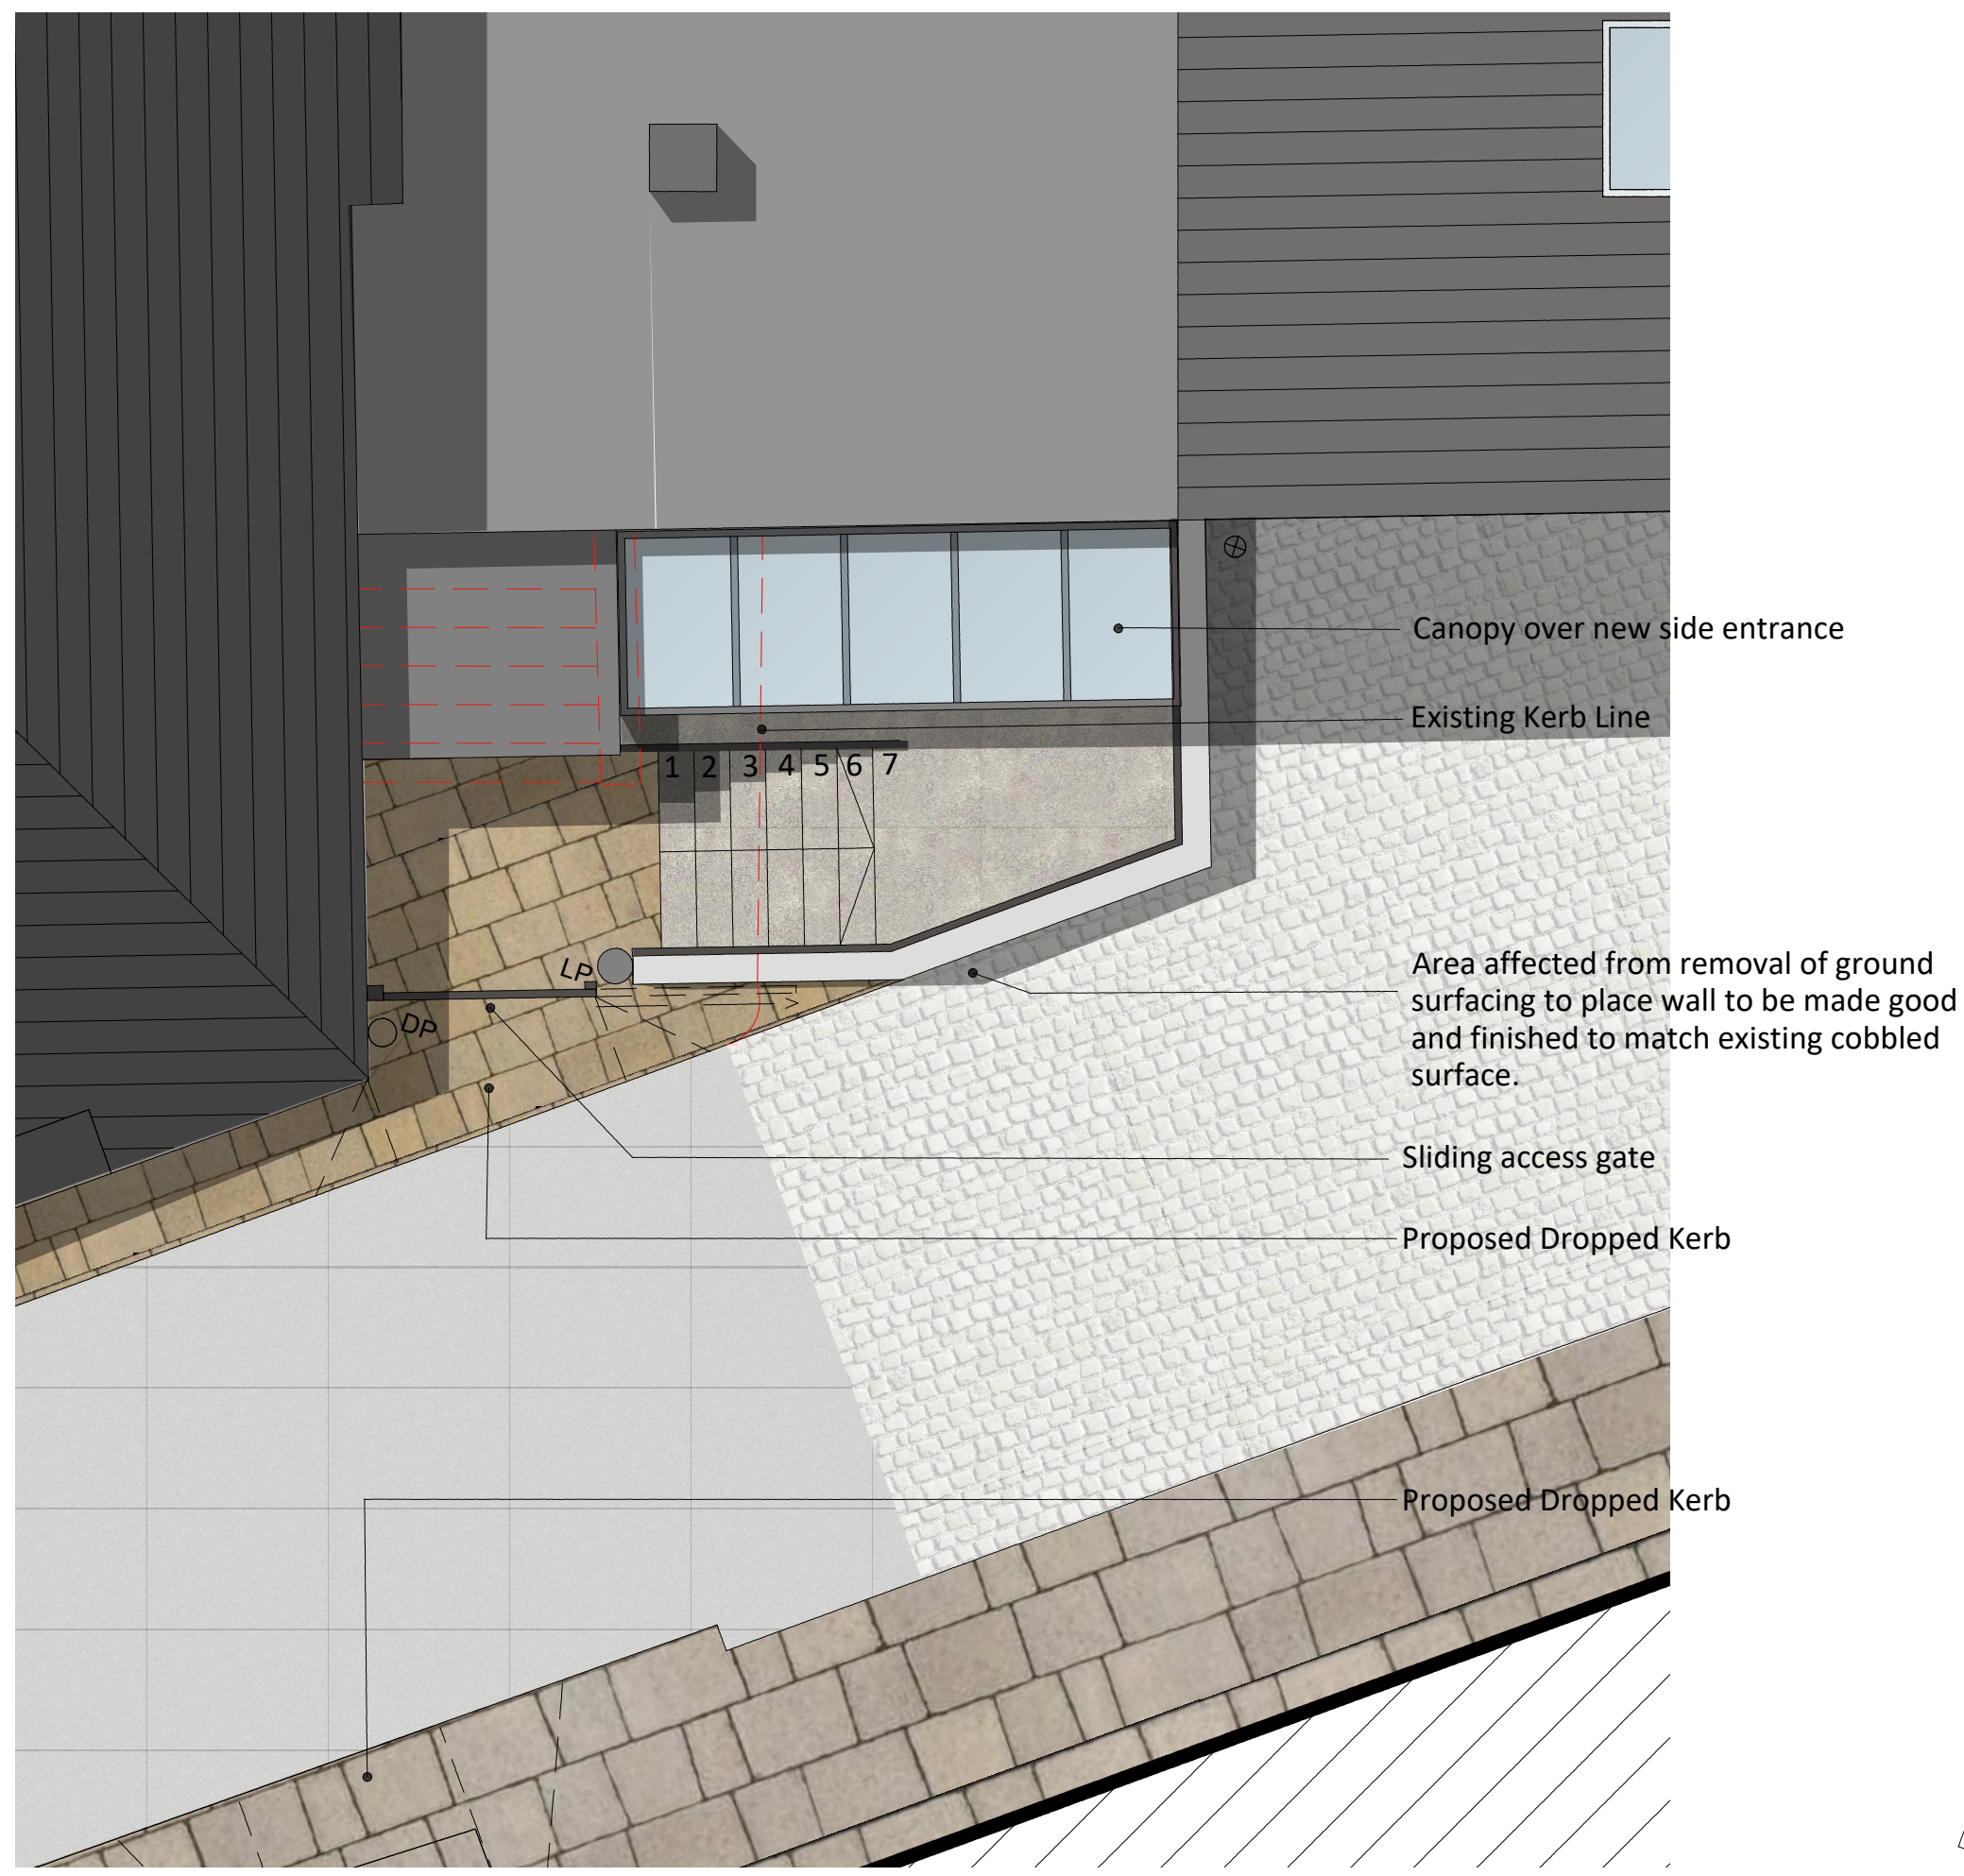 Canopy over new side entrance
Existing Kerb Line
1 2 3 4 5 6 7
LP
DP
Area affected from removal of ground
surfacing to place wall to be made good
and finished to match existing cobbled
surface.
Sliding access gate
Proposed Dropped Kerb
Proposed Dropped Kerb